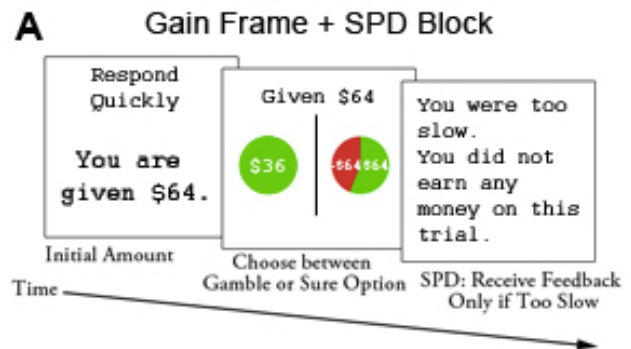 A
Gain Frame + SPD Block
Respond
Quickly
You are
given $64.
Initial Amount
Given $64
$36
-$64
$64
Choose between
Gamble or Sure Option
You were too
slow.
You did not
earn any
money on this
trial.
SPD: Receive Feedback
Only if Too Slow
Time